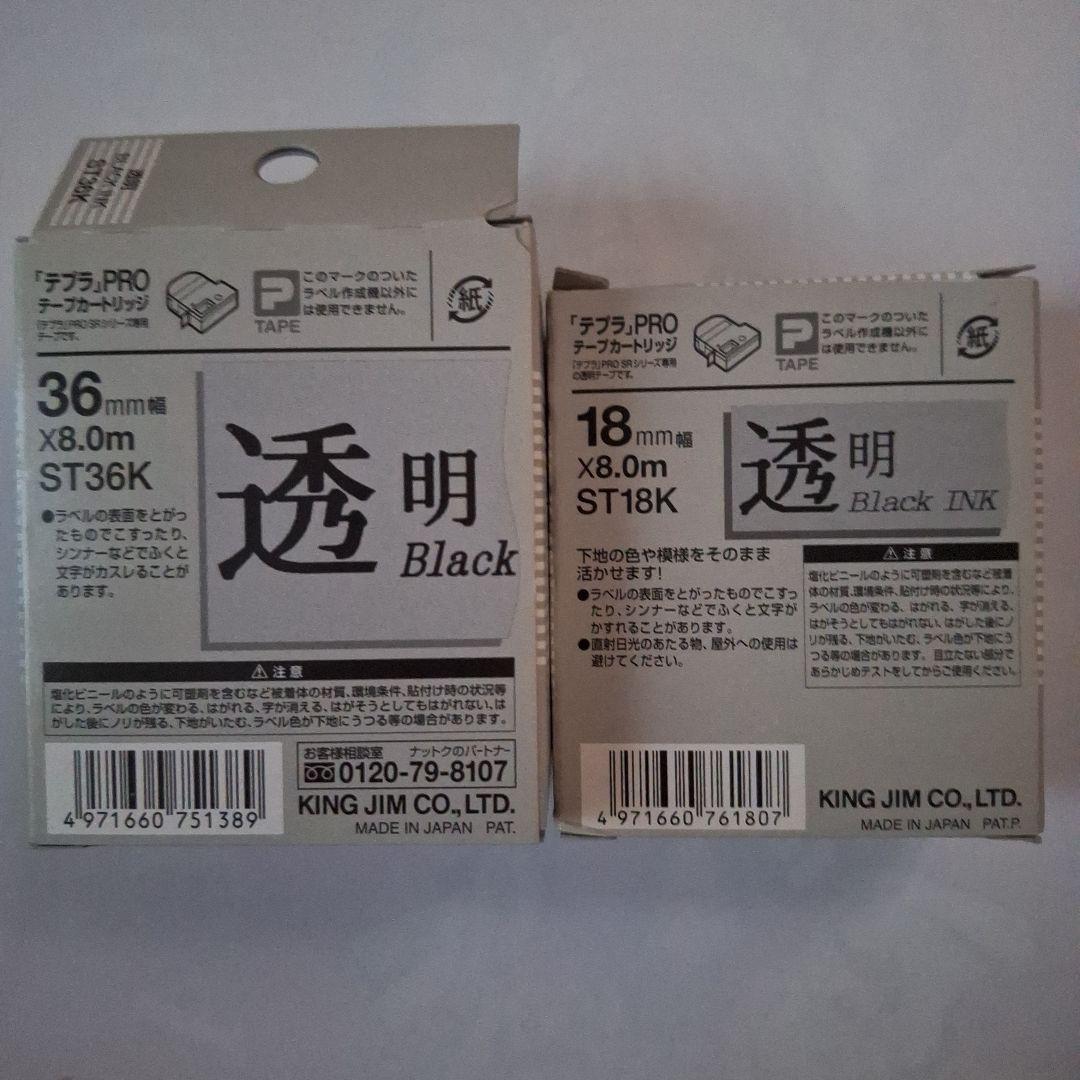 透明
BLACK INK
ST36K
「テプラ」PRO
テープカートリッジ
「テプラ」PRO SRシリーズ専用
テープです。
P
TAPE
このマークのついた
ラベル作成機以外に
は使用できません。
紙
36mm幅
X8.0m
ST36K
●ラベルの表面をとがっ
たものでこすったり、
シンナーなどでふくと
文字がカスレることが
あります。
透明
Black
⚠注意
塩化ビニールのように可塑剤を含むなど被着体の材質、環境条件、貼付け時の状況等
により、ラベルの色が変わる、はがれる、字が消える、はがそうとしてもはがれない、は
がした後にノリが残る、下地がいたむ、ラベル色が下地にうつる等の場合があります。
4 971660 751389
お客様相談室 ナットクのパートナー
0120-79-8107
KING JIM CO.,LTD.
MADE IN JAPAN PAT.
「テプラ」PRO
テープカートリッジ
「テプラ」PRO SRシリーズ専用
の透明テープです。
P
TAPE
このマークのついた
ラベル作成機以外に
は使用できません。
紙
18mm幅
X8.0m
ST18K
透明
Black INK
下地の色や模様をそのまま
活かせます!
●ラベルの表面をとがったものでこすっ
たり、シンナーなどでふくと文字が
かすれることがあります。
●直射日光のあたる物、屋外への使用は
避けてください。
⚠注意
塩化ビニールのように可塑剤を含むなど被着
体の材質、環境条件、貼付け時の状況等により、
ラベルの色が変わる、はがれる、字が消える、
はがそうとしてもはがれない、はがした後にノ
リが残る、下地がいたむ、ラベル色が下地にう
つる等の場合があります。目立たない部分で
あらかじめテストをしてからご使用ください。
4 971660 761807
KING JIM CO.,LTD.
MADE IN JAPAN PAT.P.